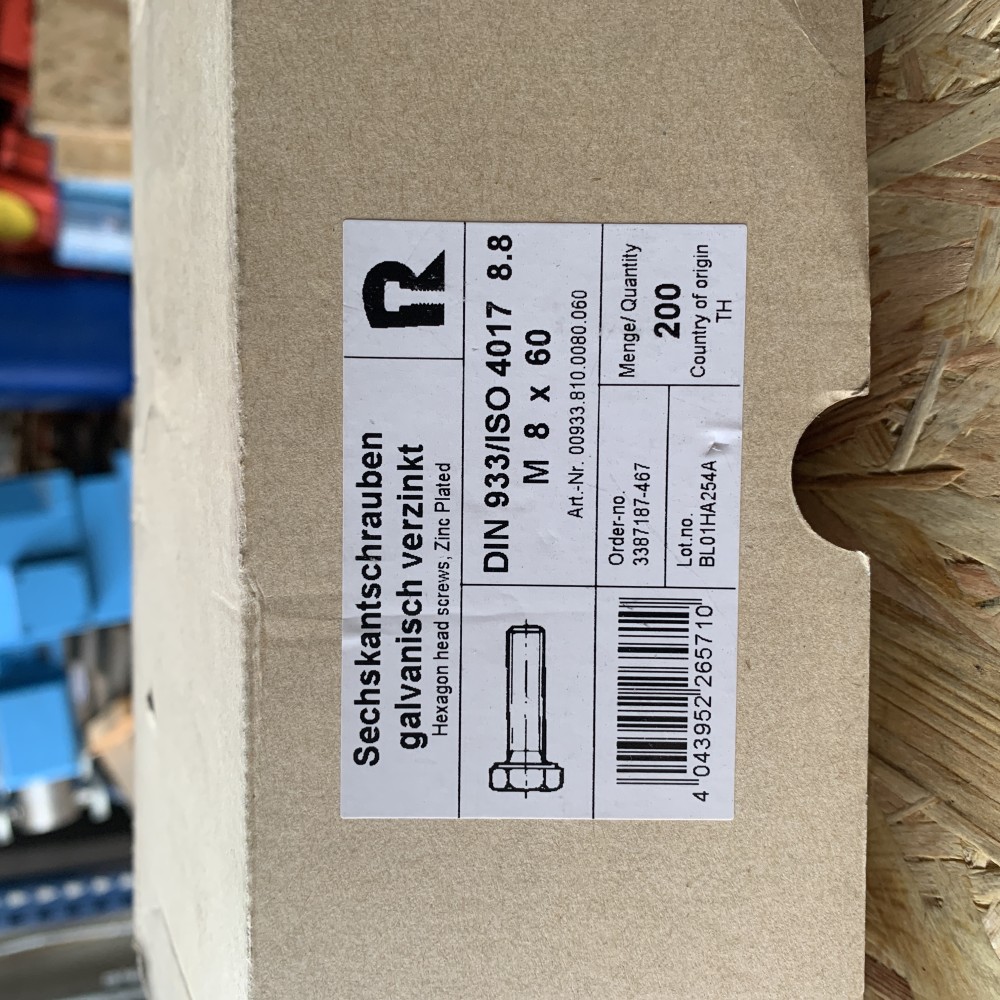 Sechskantschrauben
galvanisch verzinkt
Hexagon head screws, Zinc Plated
R
DIN 933/ISO 4017 8.8
M 8 x 60
Art.-Nr. 00933.810.0080.060
4 043952 265710
Order-no.
3387187-467
Lot.no.
BL01HA254A
Menge/ Quantity
200
Country of origin
TH